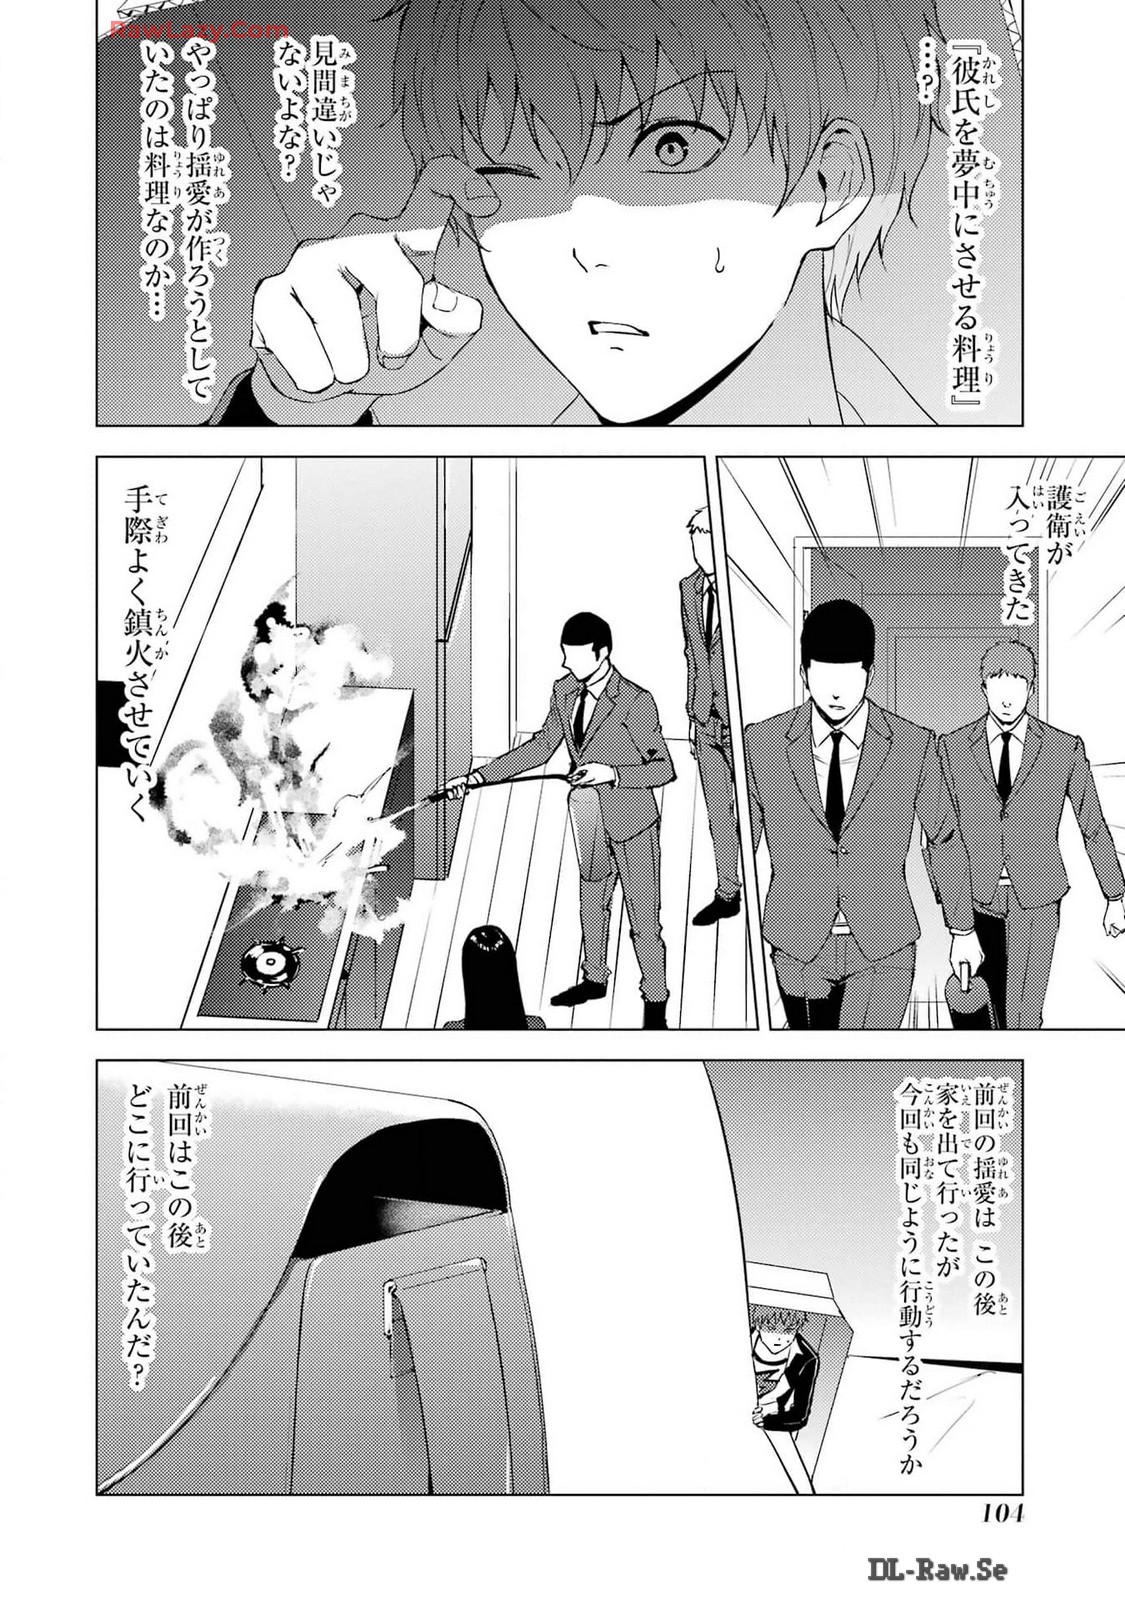 RawLazy.Com
『彼氏を夢中にさせる料理』
…?
見間違いじゃ
ないよな?
やっぱり揺愛が作ろうとして
いたのは料理なのか…
護衛が
入ってきた
手際よく鎮火させていく
前回の揺愛は この後
家を出て行ったが
今回も同じように行動するだろうか
前回はこの後
どこに行っていたんだ?
104
DL-Raw.Se